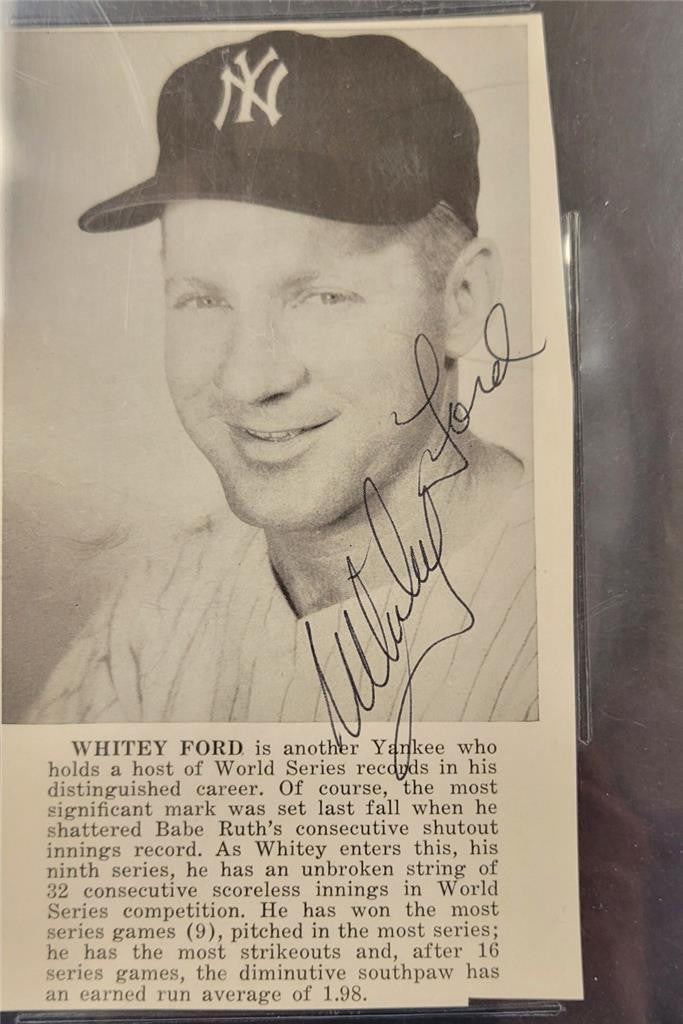 NY
Whitey Ford
WHITEY FORD is another Yankee who
holds a host of World Series records in his
distinguished career. Of course, the most
significant mark was set last fall when he
shattered Babe Ruth's consecutive shutout
innings record. As Whitey enters this, his
ninth series, he has an unbroken string of
32 consecutive scoreless innings in World
Series competition. He has won the most
series games (9), pitched in the most series;
he has the most strikeouts and, after 16
series games, the diminutive southpaw has
an earned run average of 1.98.